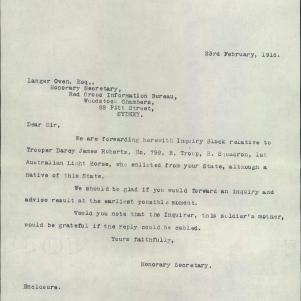 23rd February, 1916.
Langer Owen, Esq.,
Honorary Secretary,
Red Cross Information Bureau,
Woodstock Chambers,
88 Pitt Street,
SYDNEY.
Dear Sir,
We are forwarding herewith Inquiry Slock relative to
Trooper Darcy James Roberts, No. 799, B. Troop, B. Squadron, 1st
Australian Light Horse, who enlisted from your State, although a
native of this State.
We should be glad if you would forward an inquiry and
advise result at the earliest possible moment.
Would you note that the Inquirer, this soldier's mother,
would be grateful if the reply could be cabled.
Yours faithfully,
Honorary Secretary.
Enclosure.